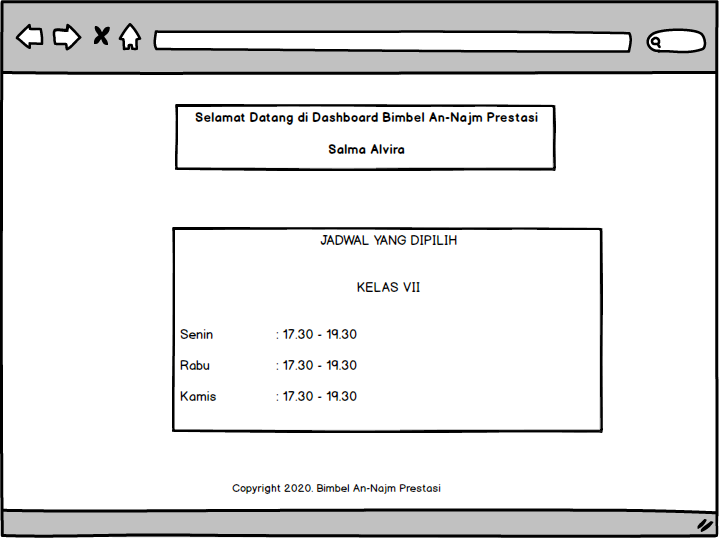 Selamat Datang di Dashboard Bimbel An-Najm Prestasi
Salma Alvira
JADWAL YANG DIPILIH
KELAS VII
Senin : 17.30 - 19.30
Rabu : 17.30 - 19.30
Kamis : 17.30 - 19.30
Copyright 2020. Bimbel An-Najm Prestasi